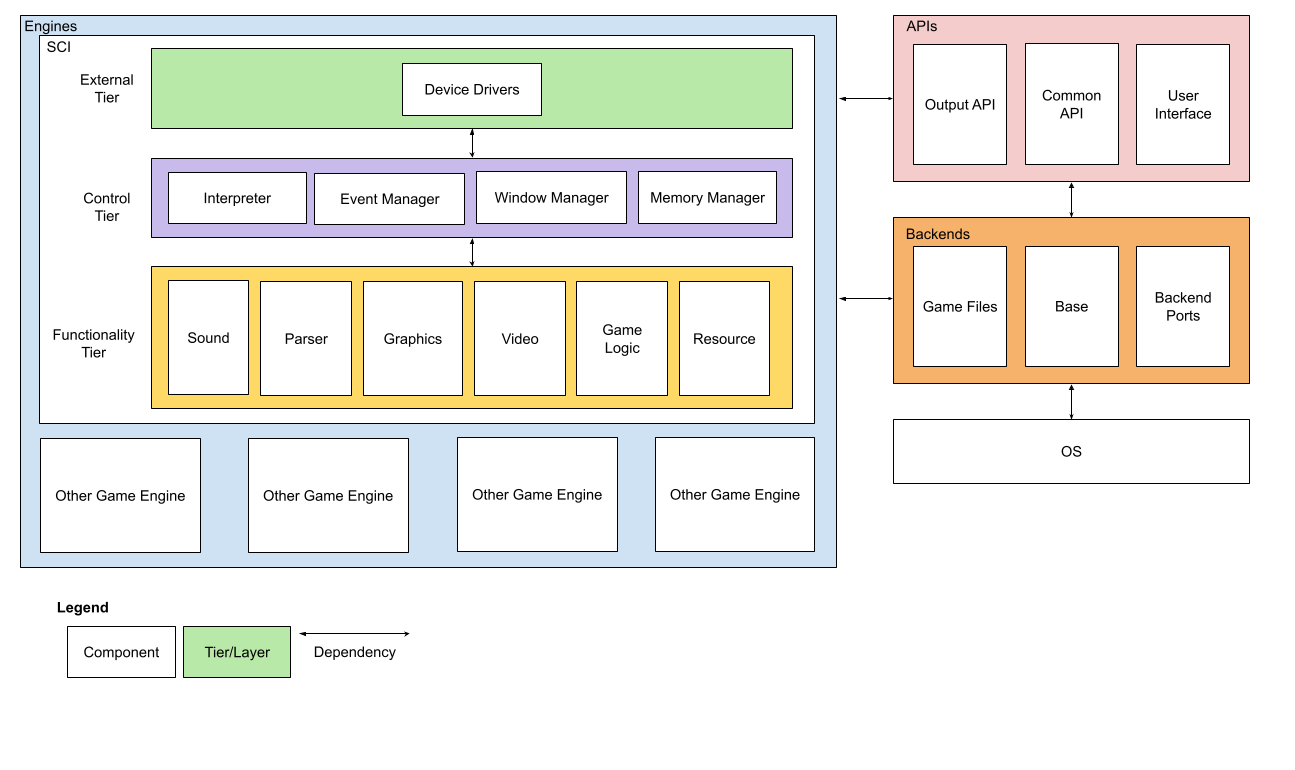 Engines
SCI
External
Tier
Device Drivers
Control
Tier
Interpreter
Event Manager
Window Manager
Memory Manager
Functionality
Tier
Sound
Parser
Graphics
Video
Game
Logic
Resource
Other Game Engine
Other Game Engine
Other Game Engine
Other Game Engine
APIs
Output API
Common
API
User
Interface
Backends
Game Files
Base
Backend
Ports
OS
Legend
Component
Tier/Layer
Dependency